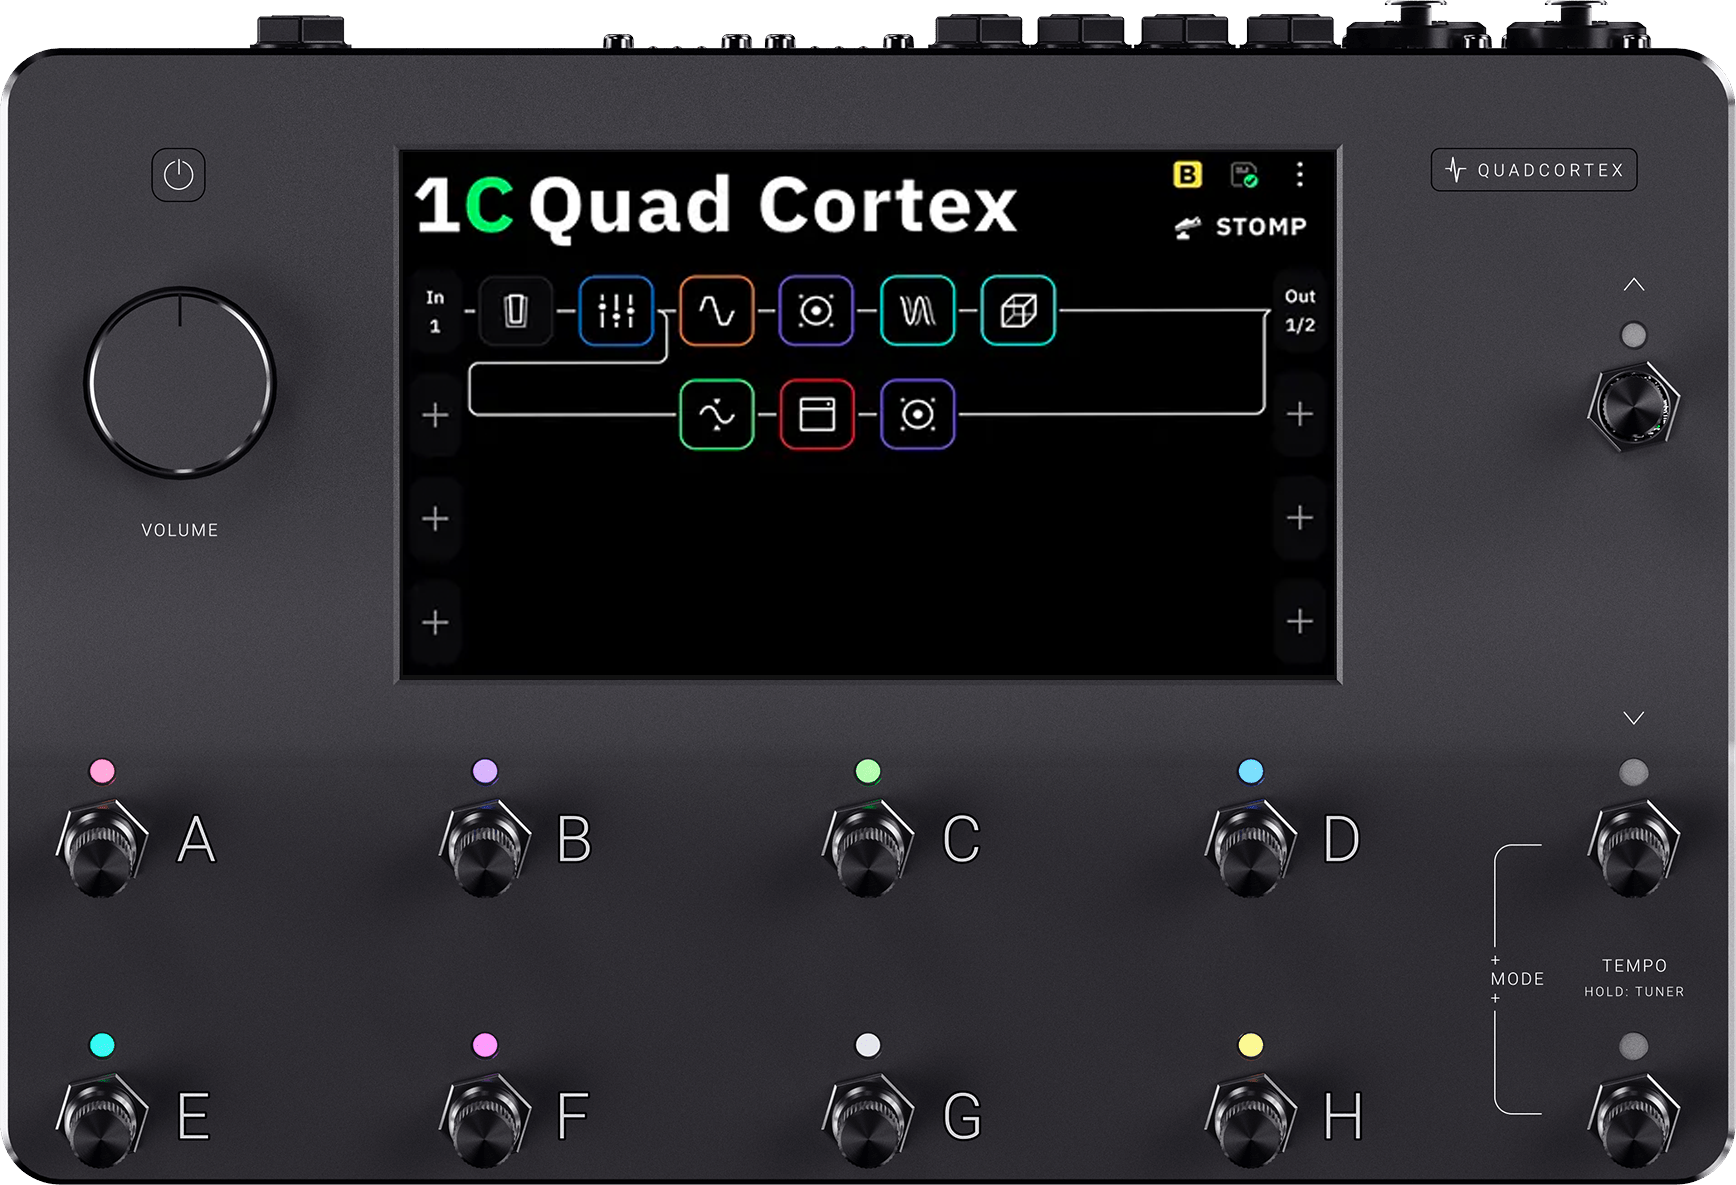 QUADCORTEX
1C Quad Cortex
B
STOMP
In
1
Out
1/2
VOLUME
A
B
C
D
+
MODE
+
TEMPO
HOLD: TUNER
E
F
G
H